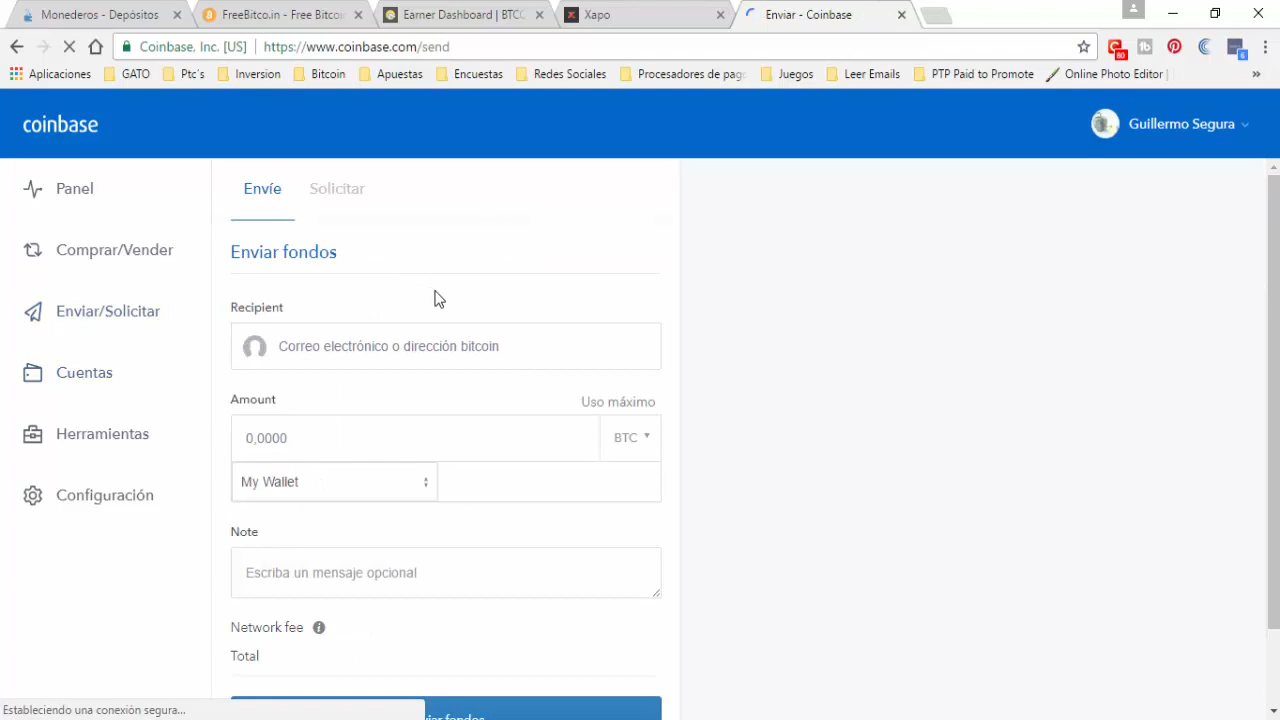 Monederos - Depósitos
FreeBitco.in - Free Bitcoin
Earner Dashboard | BTCC
Xapo
Enviar - Coinbase
Coinbase, Inc. [US] https://www.coinbase.com/send
80
6
Aplicaciones GATO Ptc's Inversion Bitcoin Apuestas Encuestas Redes Sociales Procesadores de pag Juegos Leer Emails PTP Paid to Promote Online Photo Editor | »
coinbase
Guillermo Segura
Panel
Comprar/Vender
Enviar/Solicitar
Cuentas
Herramientas
Configuración
Envíe Solicitar
Enviar fondos
Recipient
Correo electrónico o dirección bitcoin
Amount Uso máximo
0,0000 BTC
My Wallet
Note
Escriba un mensaje opcional
Network fee
Total
fondos
Estableciendo una conexión segura...